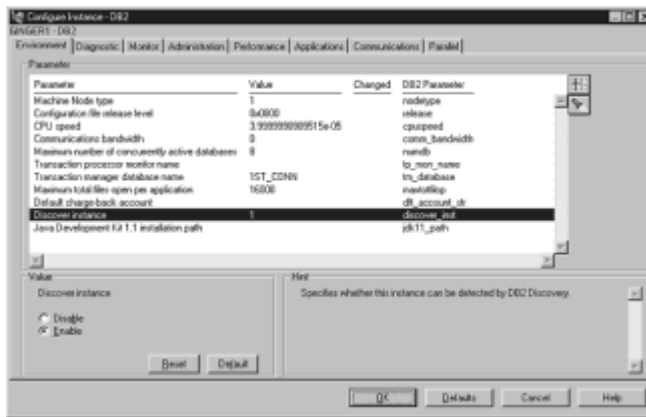 Configure Instance - DB2
GINGER1 - DB2
Environment Diagnostic Monitor Administration Performance Applications Communications Parallel
Parameter
Parameter Value Changed DB2 Parameter
Machine Node type 1 nodetype
Configuration file release level 0x0800 release
CPU speed cpuspeed
Communications bandwidth 0 comm_bandwidth
Maximum number of concurrently active databases 8 numdb
Transaction processor monitor name tp_mon_name
Transaction manager database name 1ST_CONN tm_database
Maximum total files open per application 16000 maxtotfilop
Default charge-back account dft_account_str
Discover instance 1 discover_inst
Java Development Kit 1.1 installation path jdk11_path
Value
Discover instance
Disable
Enable
Reset Default
Hint
Specifies whether this instance can be detected by DB2 Discovery.
OK Defaults Cancel Help